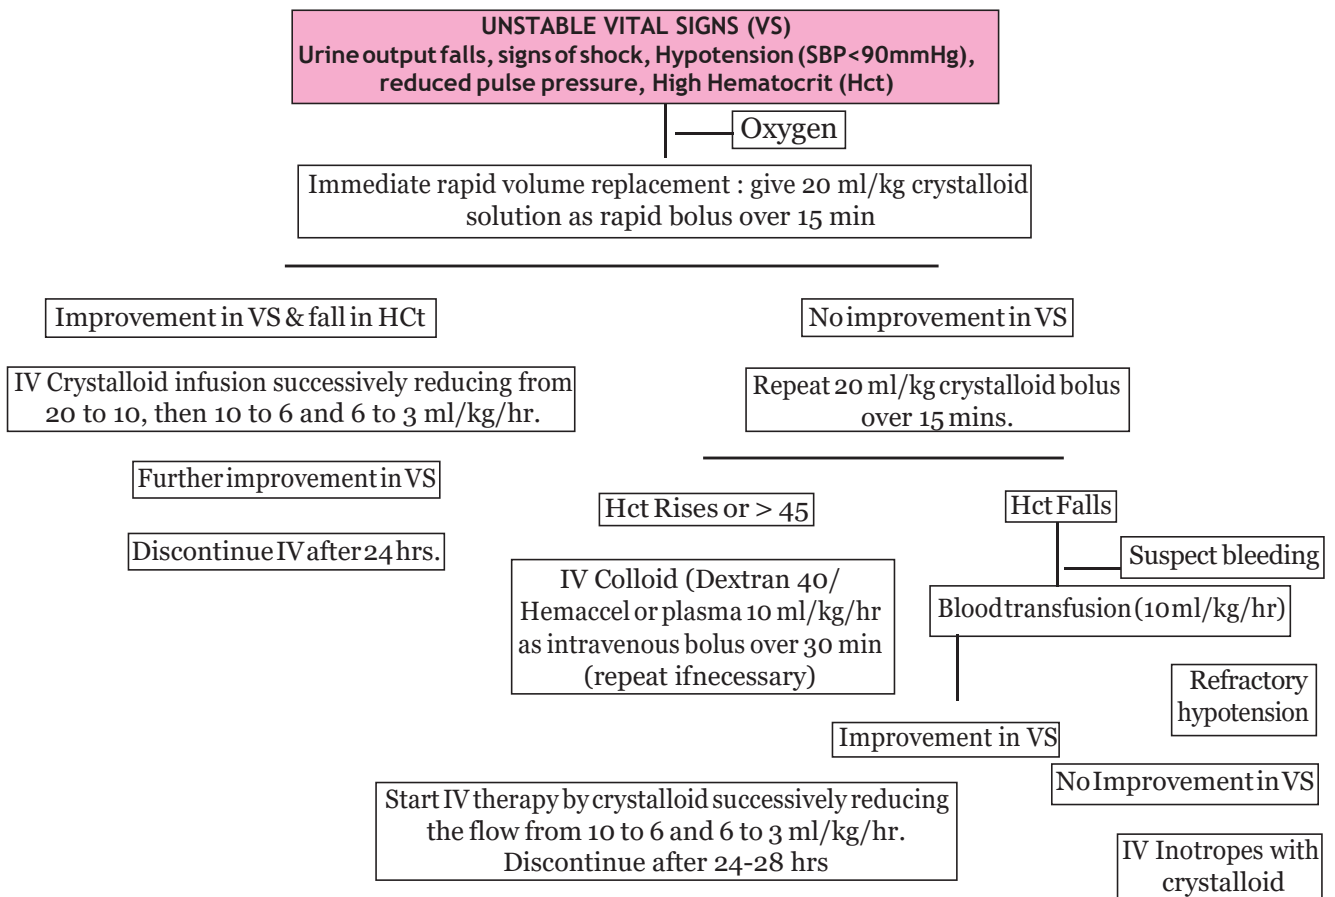 UNSTABLE VITAL SIGNS (VS)
Urine output falls, signs of shock, Hypotension (SBP<90mmHg),
reduced pulse pressure, High Hematocrit (Hct)
Oxygen
Immediate rapid volume replacement : give 20 ml/kg crystalloid
solution as rapid bolus over 15 min
Improvement in VS & fall in HCt
No improvement in VS
IV Crystalloid infusion successively reducing from
20 to 10, then 10 to 6 and 6 to 3 ml/kg/hr.
Repeat 20 ml/kg crystalloid bolus
over 15 mins.
Further improvement in VS
Hct Rises or > 45
Hct Falls
Discontinue IV after 24 hrs.
Suspect bleeding
IV Colloid (Dextran 40/
Hemaccel or plasma 10 ml/kg/hr
as intravenous bolus over 30 min
(repeat ifnecessary)
Blood transfusion (10ml/kg/hr)
Refractory
hypotension
Improvement in VS
No Improvement in VS
Start IV therapy by crystalloid successively reducing
the flow from 10 to 6 and 6 to 3 ml/kg/hr.
Discontinue after 24-28 hrs
IV Inotropes with
crystalloid